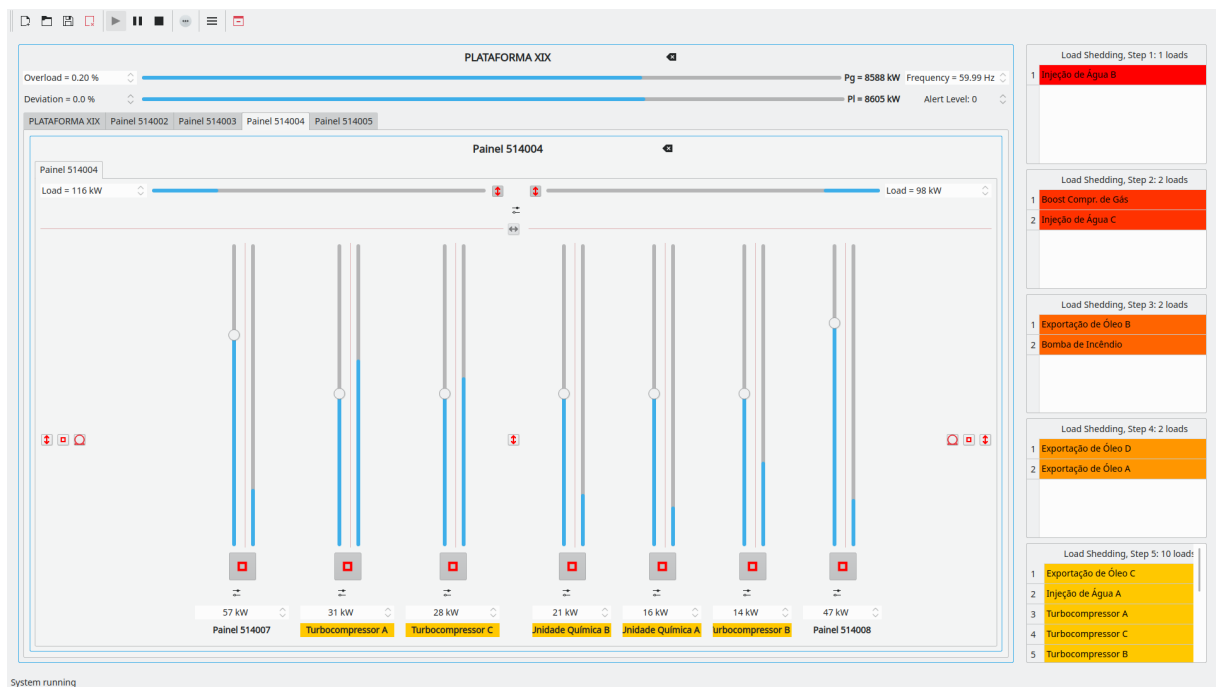 PLATAFORMA XIX
Overload = 0.20 %
Pg = 8588 kW Frequency = 59.99 Hz
Deviation = 0.0 %
Pl = 8605 kW Alert Level: 0
PLATAFORMA XIX Painel 514002 Painel 514003 Painel 514004 Painel 514005
Painel 514004
Painel 514004
Load = 116 kW
Load = 98 kW
57 kW 31 kW 28 kW 21 kW 16 kW 14 kW 47 kW
Painel 514007 Turbocompressor A Turbocompressor C Unidade Química B Unidade Química A urbocompressor B Painel 514008
Load Shedding, Step 1: 1 loads
1 Injeção de Água B
Load Shedding, Step 2: 2 loads
1 Boost Compr. de Gás
2 Injeção de Água C
Load Shedding, Step 3: 2 loads
1 Exportação de Óleo B
2 Bomba de Incêndio
Load Shedding, Step 4: 2 loads
1 Exportação de Óleo D
2 Exportação de Óleo A
Load Shedding, Step 5: 10 loads
1 Exportação de Óleo C
2 Injeção de Água A
3 Turbocompressor A
4 Turbocompressor C
5 Turbocompressor B
System running